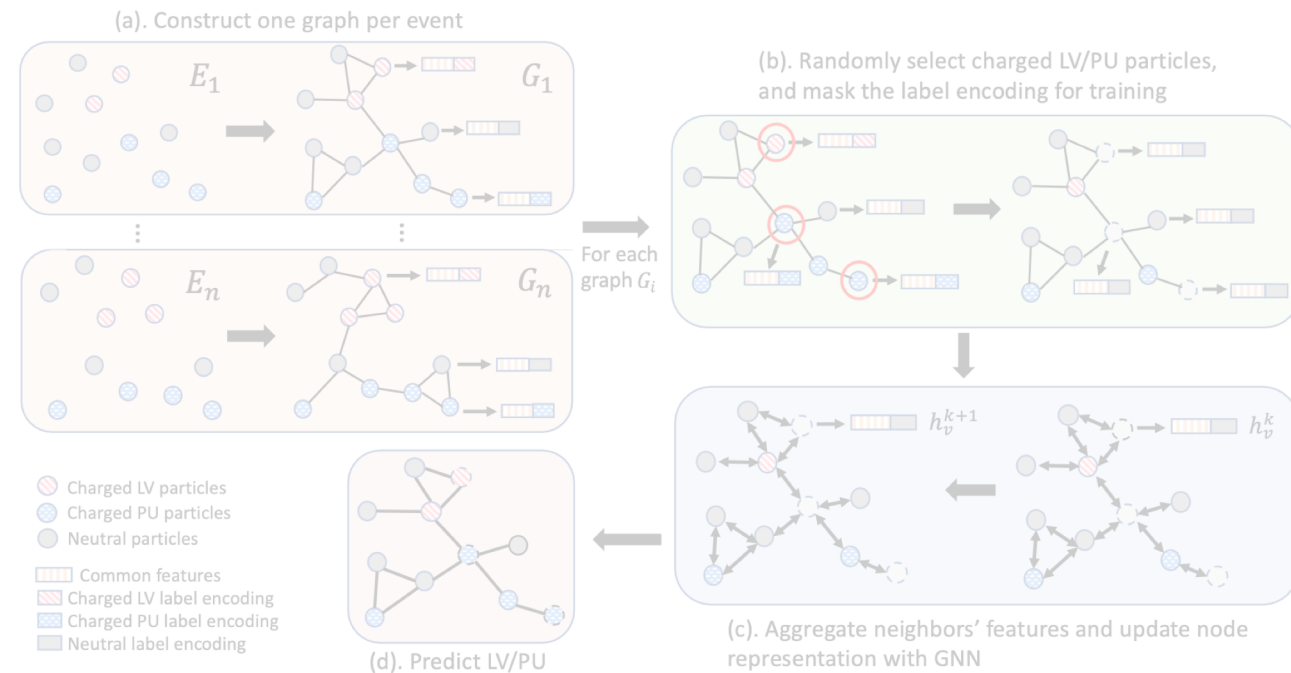 (a). Construct one graph per event
E₁
G₁
Eₙ
Gₙ
For each
graph Gᵢ
(b). Randomly select charged LV/PU particles,
and mask the label encoding for training
hᵥᵏ⁺¹
hᵥᵏ
(c). Aggregate neighbors’ features and update node
representation with GNN
(d). Predict LV/PU
Charged LV particles
Charged PU particles
Neutral particles
Common features
Charged LV label encoding
Charged PU label encoding
Neutral label encoding